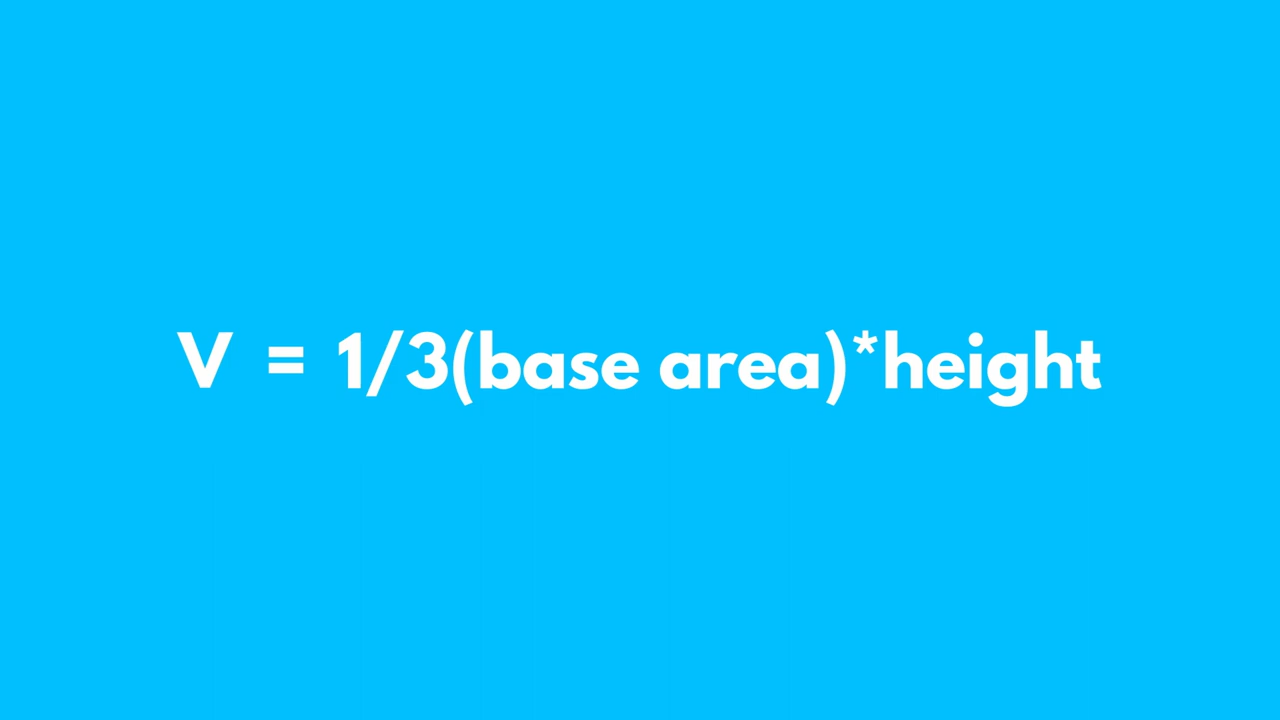 V = 1/3(base area)*height